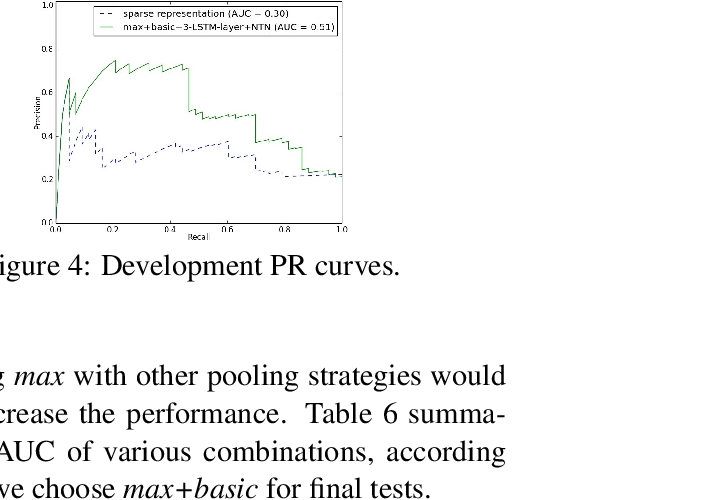 1.0
sparse representation (AUC = 0.30)
max+basic-3-LSTM-layer+NTN (AUC = 0.51)
0.8
0.6
Precision
0.4
0.2
0.0
0.0 0.2 0.4 0.6 0.8 1.0
Recall
igure 4: Development PR curves.
g max with other pooling strategies would
crease the performance. Table 6 summa-
AUC of various combinations, according
ve choose max+basic for final tests.